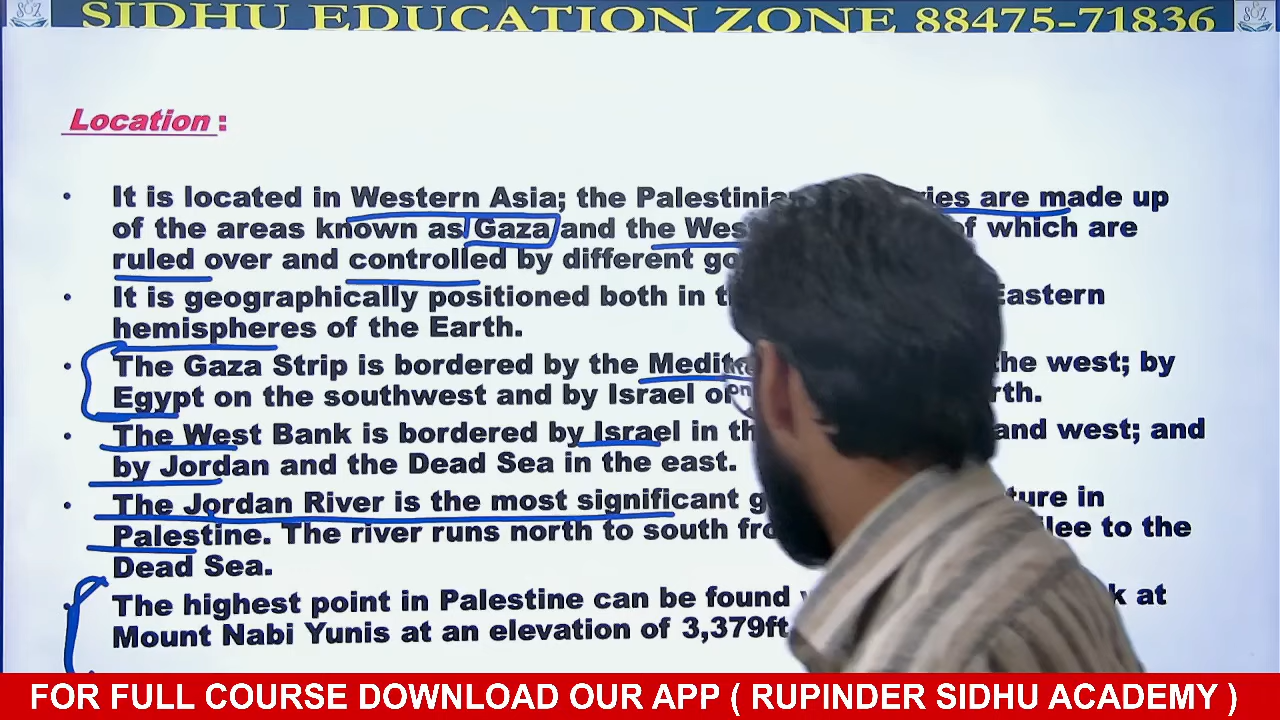 SIDHU EDUCATION ZONE 88475-71836
Location :
• It is located in Western Asia; the Palestinia ries are made up
of the areas known as Gaza and the Wes of which are
ruled over and controlled by different go
• It is geographically positioned both in t Eastern
hemispheres of the Earth.
• The Gaza Strip is bordered by the Medit the west; by
Egypt on the southwest and by Israel o rth.
• The West Bank is bordered by Israel in th and west; and
by Jordan and the Dead Sea in the east.
• The Jordan River is the most significant g ture in
Palestine. The river runs north to south fro lee to the
Dead Sea.
• The highest point in Palestine can be found k at
Mount Nabi Yunis at an elevation of 3,379ft
FOR FULL COURSE DOWNLOAD OUR APP ( RUPINDER SIDHU ACADEMY )